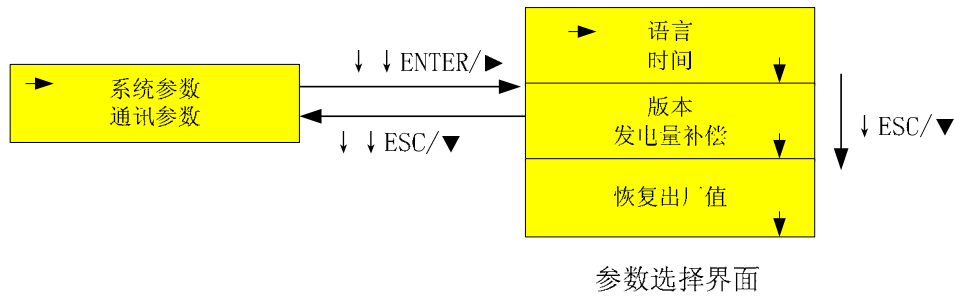 系统参数
通讯参数
↓ ↓ ENTER/▶
↓ ↓ ESC/▼
语言
时间
版本
发电量补偿
恢复出厂值
↓ ESC/▼
参数选择界面